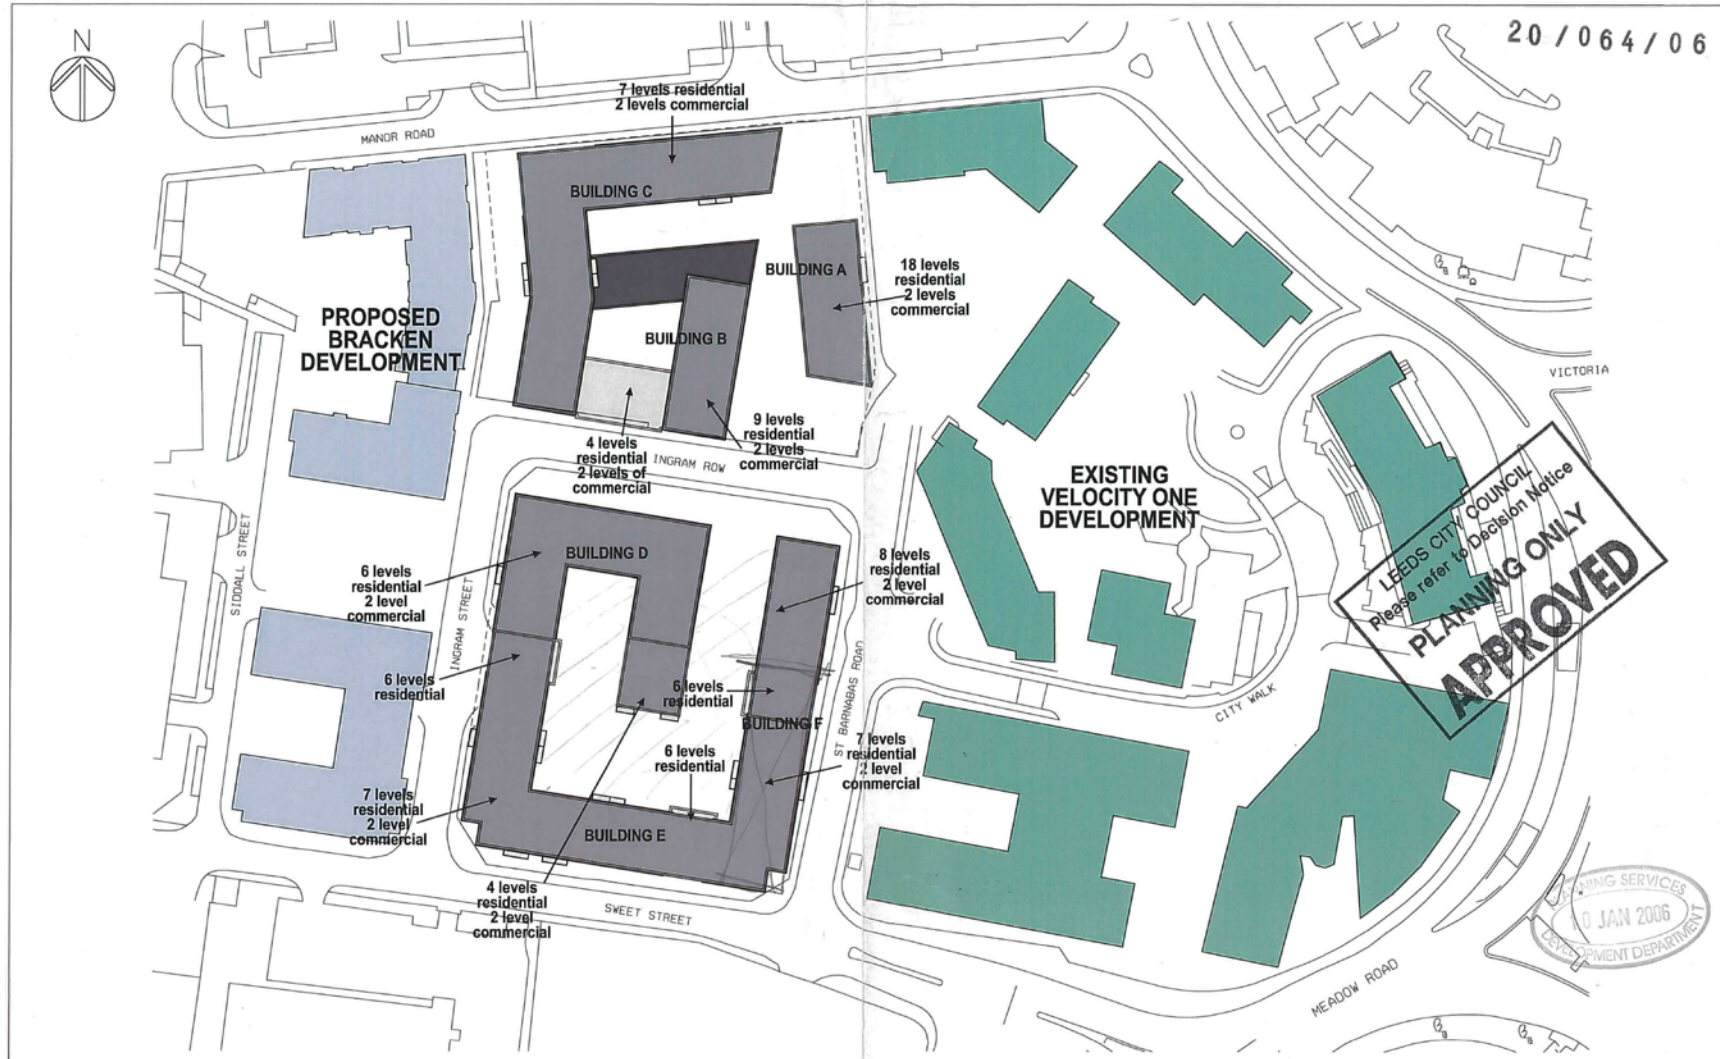 20/064/06
N
7 levels residential
2 levels commercial
MANOR ROAD
BUILDING C
BUILDING A
18 levels
residential
2 levels
commercial
PROPOSED
BRACKEN
DEVELOPMENT
BUILDING B
VICTORIA
9 levels
residential
2 levels
commercial
4 levels
residential
2 levels of
commercial
INGRAM ROW
EXISTING
VELOCITY ONE
DEVELOPMENT
LEEDS CITY COUNCIL
Please refer to Decision Notice
PLANNING ONLY
APPROVED
SIDDALL STREET
BUILDING D
6 levels
residential
2 level
commercial
8 levels
residential
2 level
commercial
INGRAM STREET
6 levels
residential
6 levels
residential
BUILDING F
ST BARNABAS ROAD
CITY WALK
6 levels
residential
7 levels
residential
2 level
commercial
7 levels
residential
2 level
commercial
BUILDING E
4 levels
residential
2 level
commercial
SWEET STREET
MEADOW ROAD
PLANNING SERVICES
10 JAN 2006
DEVELOPMENT DEPARTMENT